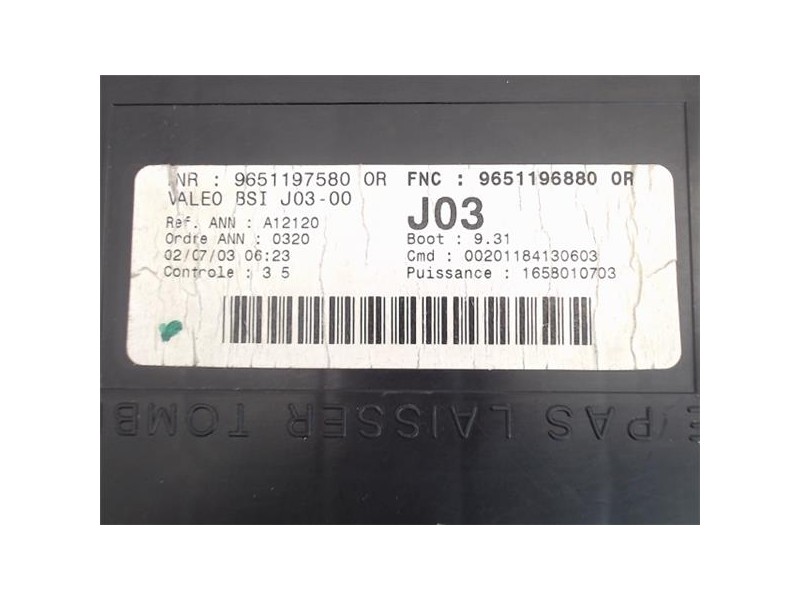 NR : 9651197580 OR FNC : 9651196880 OR
VALEO BSI J03-00 J03
Ref. ANN : A12120
Ordre ANN : 0320 Boot : 9.31
02/07/03 06:23 Cmd : 00201184130603
Controle : 3 5 Puissance : 1658010703
E PAS LAISSER TOMB